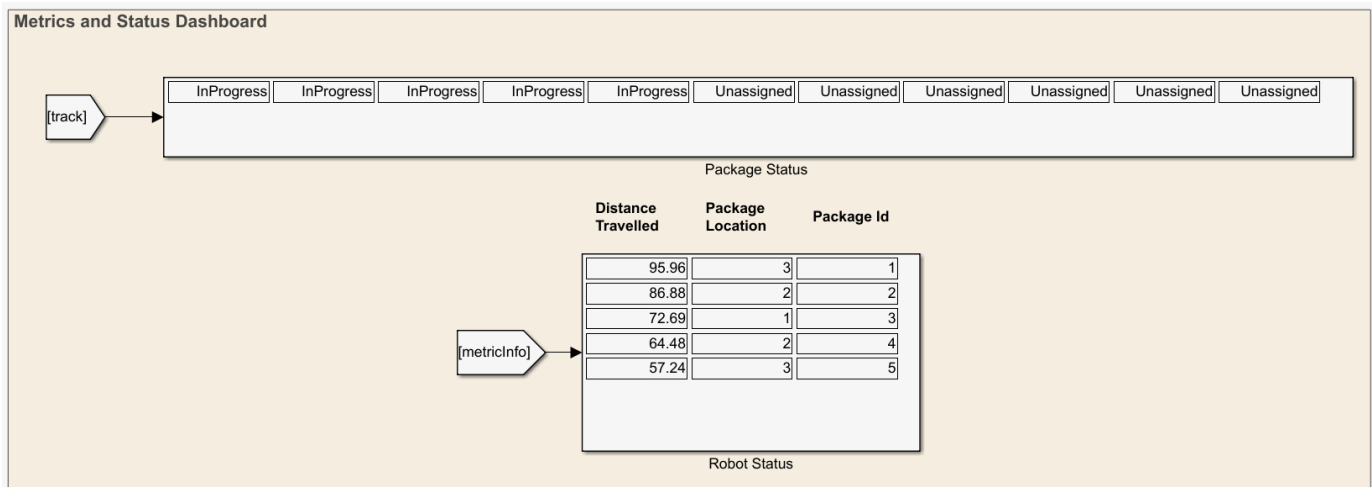 Metrics and Status Dashboard
InProgress InProgress InProgress InProgress InProgress Unassigned Unassigned Unassigned Unassigned Unassigned Unassigned
[track]
Package Status
Distance Travelled Package Location Package Id
95.96 3 1
86.88 2 2
72.69 1 3
64.48 2 4
57.24 3 5
[metricInfo]
Robot Status